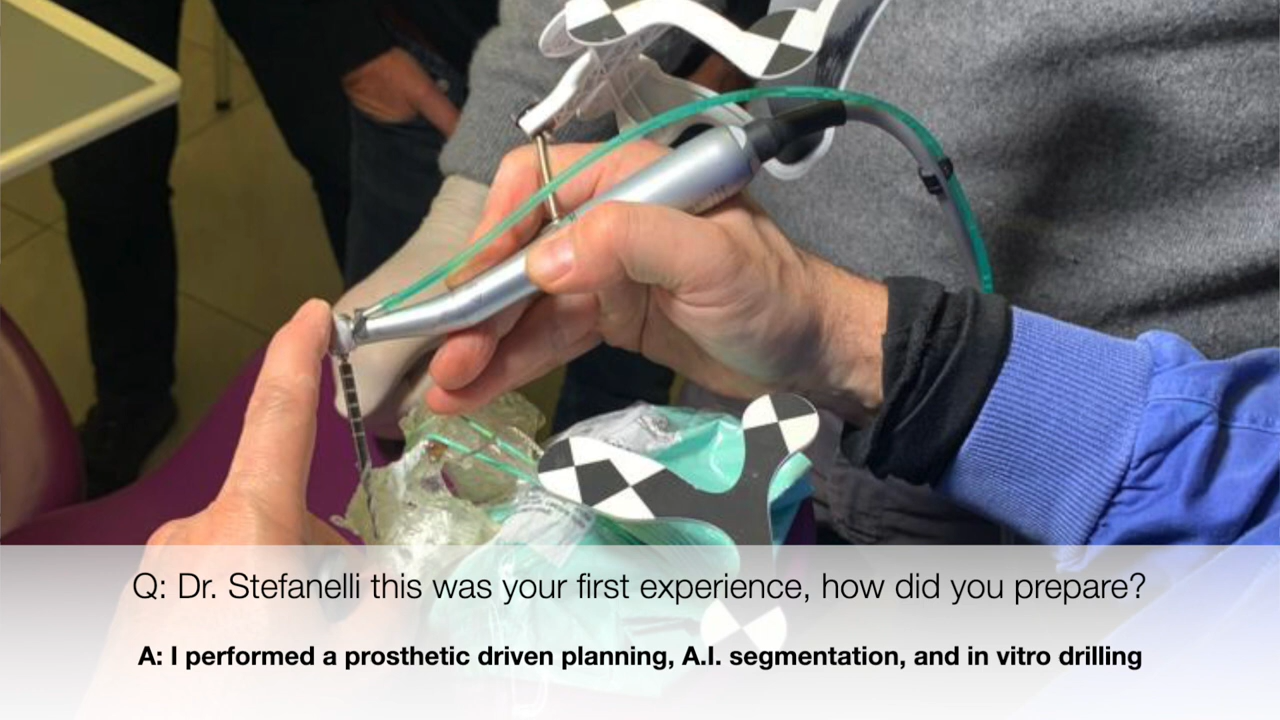 Q: Dr. Stefanelli this was your first experience, how did you prepare?
A: I performed a prosthetic driven planning, A.I. segmentation, and in vitro drilling